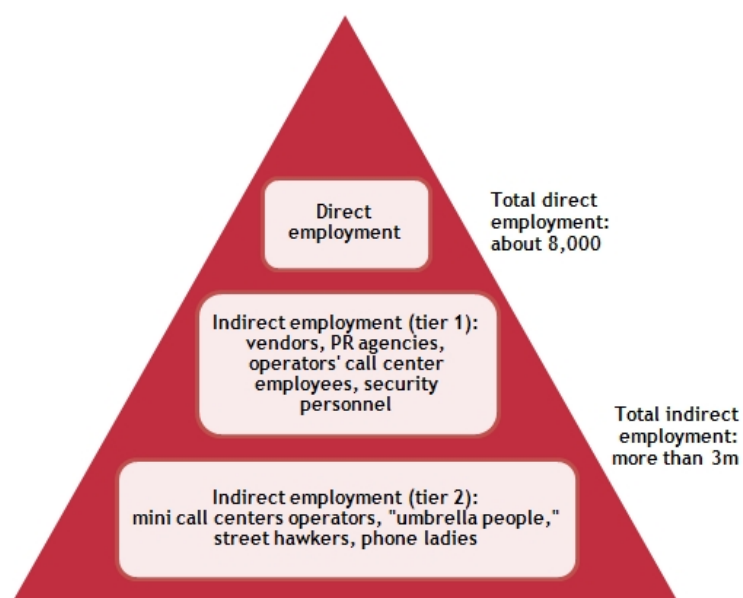 Direct
employment
Total direct
employment:
about 8,000
Indirect employment (tier 1):
vendors, PR agencies,
operators' call center
employees, security
personnel
Total indirect
employment:
more than 3m
Indirect employment (tier 2):
mini call centers operators, "umbrella people,"
street hawkers, phone ladies